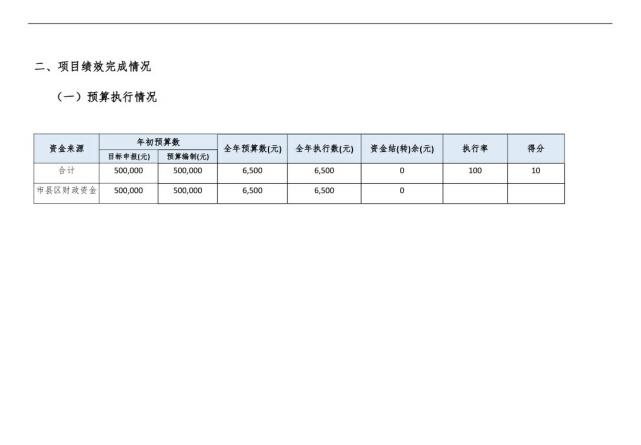 二、项目绩效完成情况
（一）预算执行情况
资金来源 年初预算数 全年预算数(元) 全年执行数(元) 资金结(转)余(元) 执行率 得分
目标申报(元) 预算编制(元)
合计 500,000 500,000 6,500 6,500 0 100 10
市县区财政资金 500,000 500,000 6,500 6,500 0